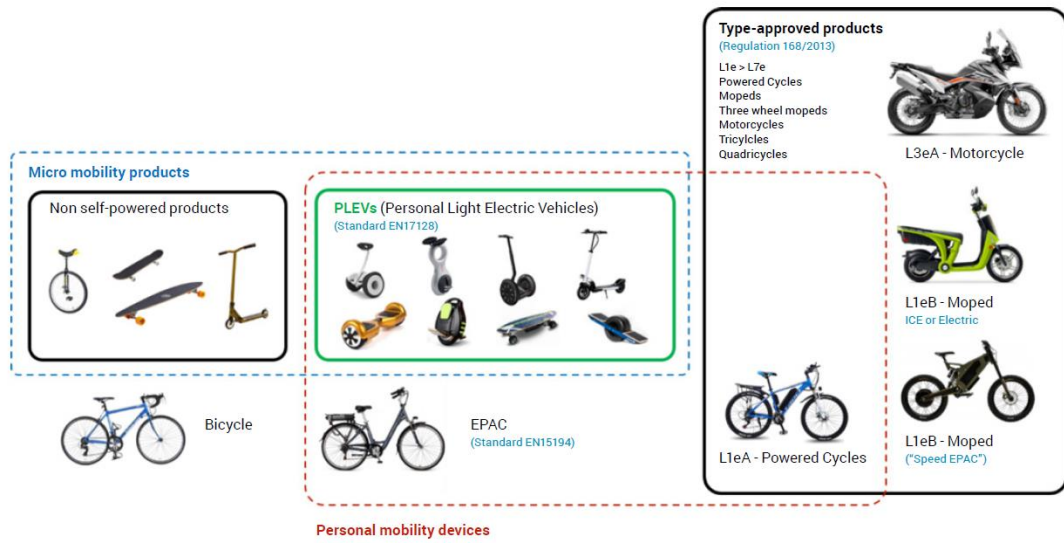 Type-approved products
(Regulation 168/2013)
L1e > L7e
Powered Cycles
Mopeds
Three wheel mopeds
Motorcycles
Tricylcles
Quadricycles
L3eA - Motorcycle
Micro mobility products
Non self-powered products
PLEVs (Personal Light Electric Vehicles)
(Standard EN17128)
L1eB - Moped
ICE or Electric
Bicycle
EPAC
(Standard EN15194)
L1eA - Powered Cycles
L1eB - Moped
("Speed EPAC")
Personal mobility devices